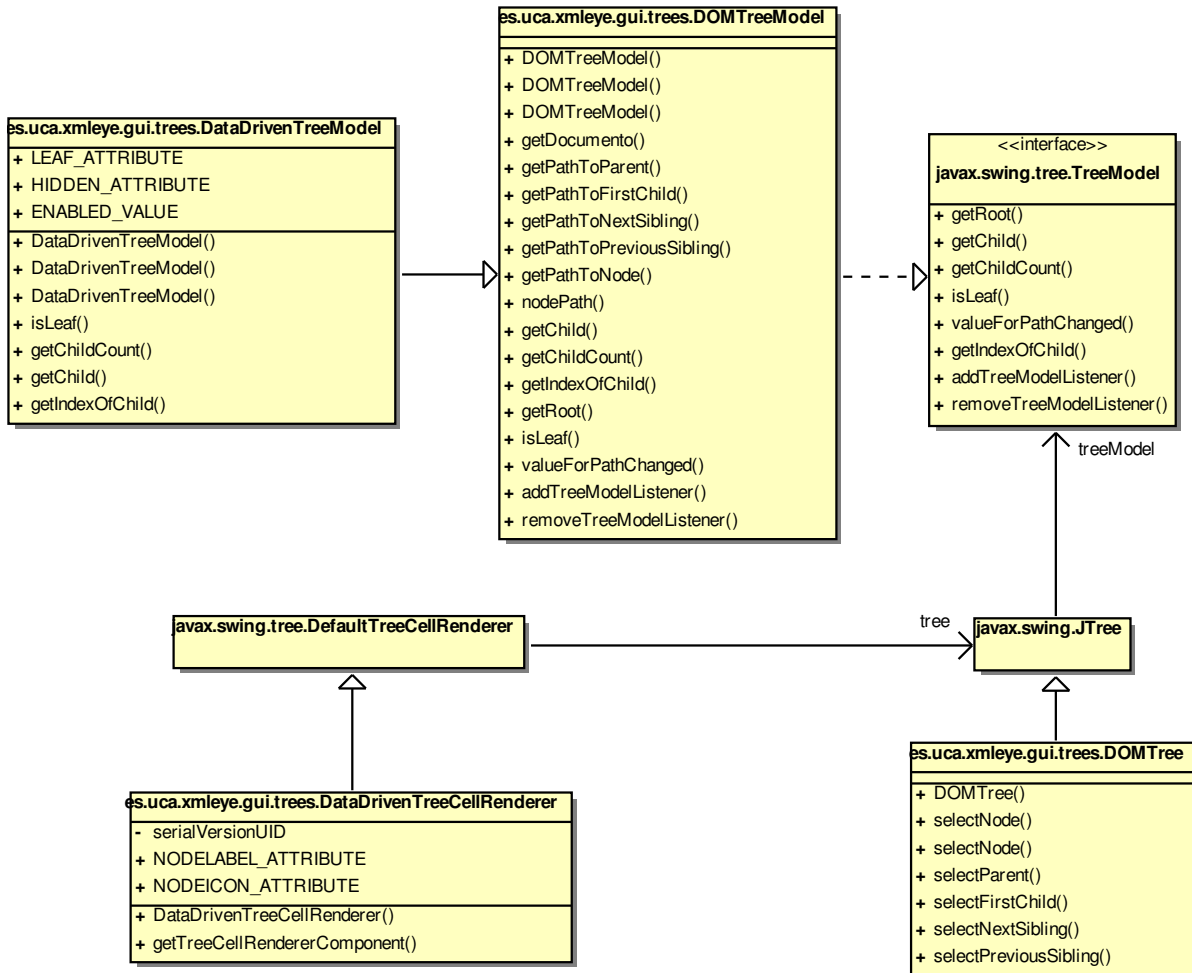 es.uca.xmleye.gui.trees.DOMTreeModel
+ DOMTreeModel()
+ DOMTreeModel()
+ DOMTreeModel()
+ getDocumento()
+ getPathToParent()
+ getPathToFirstChild()
+ getPathToNextSibling()
+ getPathToPreviousSibling()
+ getPathToNode()
+ nodePath()
+ getChild()
+ getChildCount()
+ getIndexOfChild()
+ getRoot()
+ isLeaf()
+ valueForPathChanged()
+ addTreeModelListener()
+ removeTreeModelListener()
es.uca.xmleye.gui.trees.DataDrivenTreeModel
+ LEAF_ATTRIBUTE
+ HIDDEN_ATTRIBUTE
+ ENABLED_VALUE
+ DataDrivenTreeModel()
+ DataDrivenTreeModel()
+ DataDrivenTreeModel()
+ isLeaf()
+ getChildCount()
+ getChild()
+ getIndexOfChild()
<<interface>>
javax.swing.tree.TreeModel
+ getRoot()
+ getChild()
+ getChildCount()
+ isLeaf()
+ valueForPathChanged()
+ getIndexOfChild()
+ addTreeModelListener()
+ removeTreeModelListener()
treeModel
javax.swing.tree.DefaultTreeCellRenderer
tree
javax.swing.JTree
es.uca.xmleye.gui.trees.DataDrivenTreeCellRenderer
- serialVersionUID
+ NODELABEL_ATTRIBUTE
+ NODEICON_ATTRIBUTE
+ DataDrivenTreeCellRenderer()
+ getTreeCellRendererComponent()
es.uca.xmleye.gui.trees.DOMTree
+ DOMTree()
+ selectNode()
+ selectNode()
+ selectParent()
+ selectFirstChild()
+ selectNextSibling()
+ selectPreviousSibling()